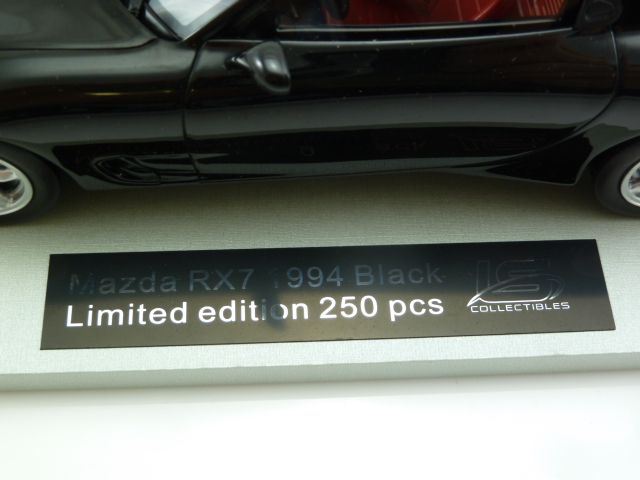 Mazda RX7 1994 Black
Limited edition 250 pcs
LS
COLLECTIBLES